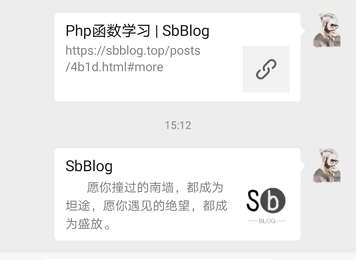 Php函数学习 | SbBlog
https://sbblog.top/posts
/4b1d.html#more
15:12
SbBlog
愿你撞过的南墙，都成为
坦途，愿你遇见的绝望，都成
为盛放。
Sb
BLOG